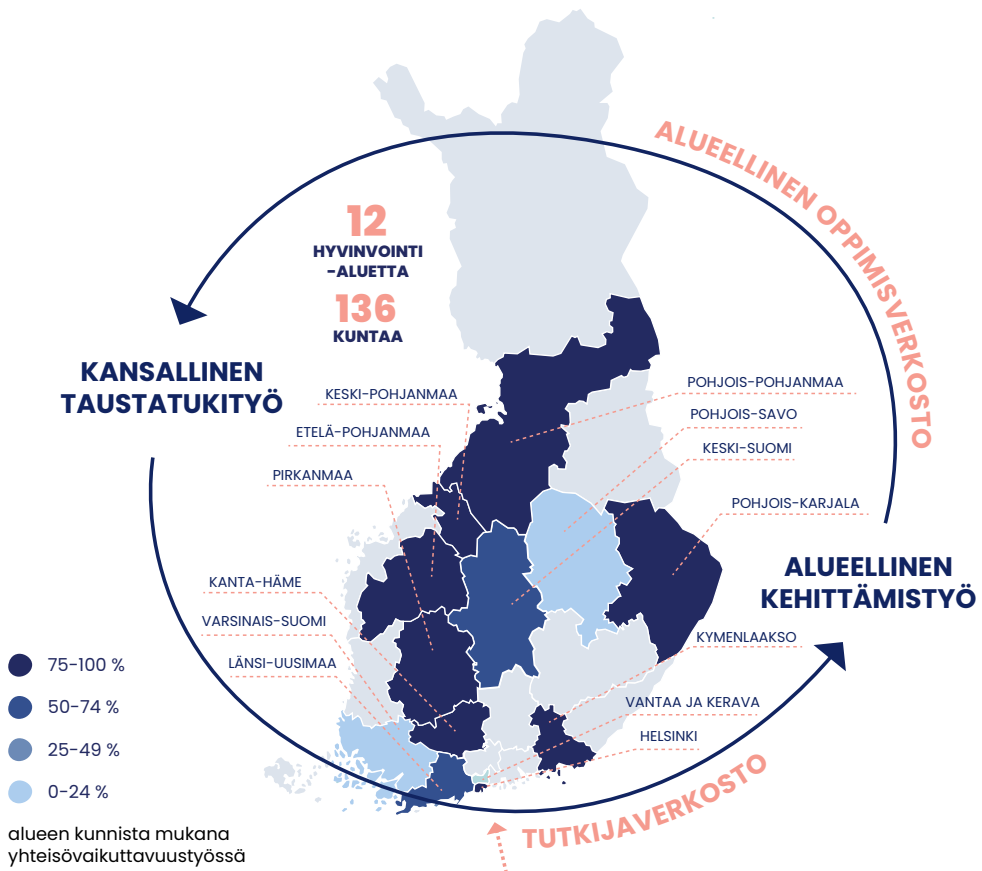 ALUEELLINEN OPPIMISVERKOSTO
12
HYVINVOINTI
-ALUETTA
136
KUNTAA
KANSALLINEN
TAUSTATUKITYÖ
KESKI-POHJANMAA
ETELÄ-POHJANMAA
PIRKANMAA
POHJOIS-POHJANMAA
POHJOIS-SAVO
KESKI-SUOMI
POHJOIS-KARJALA
ALUEELLINEN
KEHITTÄMISTYÖ
KANTA-HÄME
VARSINAIS-SUOMI
LÄNSI-UUSIMAA
KYMENLAAKSO
VANTAA JA KERAVA
HELSINKI
75-100 %
50-74 %
25-49 %
0-24 %
alueen kunnista mukana
yhteisövaikuttavuustyössä
TUTKIJAVERKOSTO